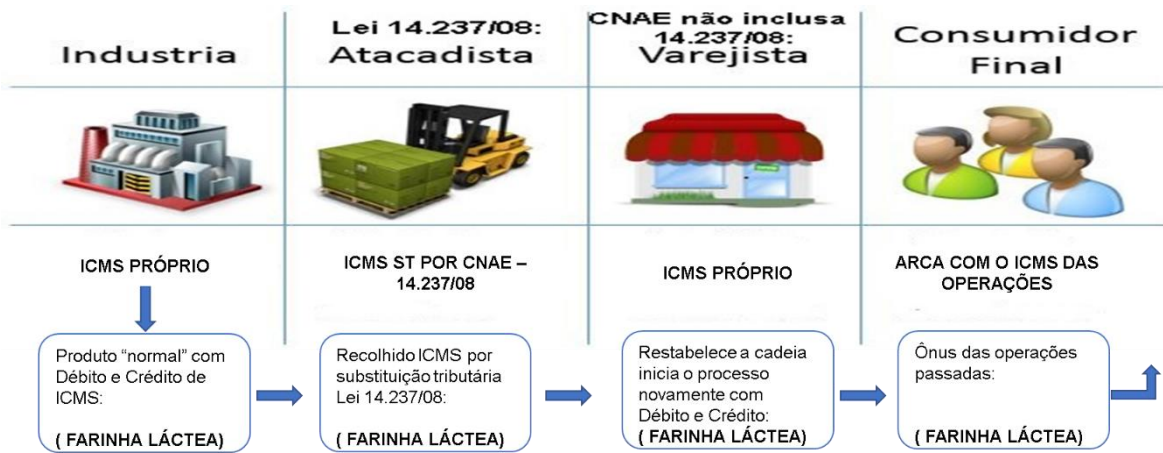 Industria
Lei 14.237/08:
Atacadista
CNAE não inclusa
14.237/08:
Varejista
Consumidor
Final
ICMS PRÓPRIO
ICMS ST POR CNAE –
14.237/08
ICMS PRÓPRIO
ARCA COM O ICMS DAS
OPERAÇÕES
Produto “normal” com
Débito e Crédito de
ICMS:
( FARINHA LÁCTEA)
Recolhido ICMS por
substituição tributária
Lei 14.237/08:
( FARINHA LÁCTEA)
Restabelece a cadeia
inicia o processo
novamente com
Débito e Crédito:
( FARINHA LÁCTEA)
Ônus das operações
passadas:
( FARINHA LÁCTEA)